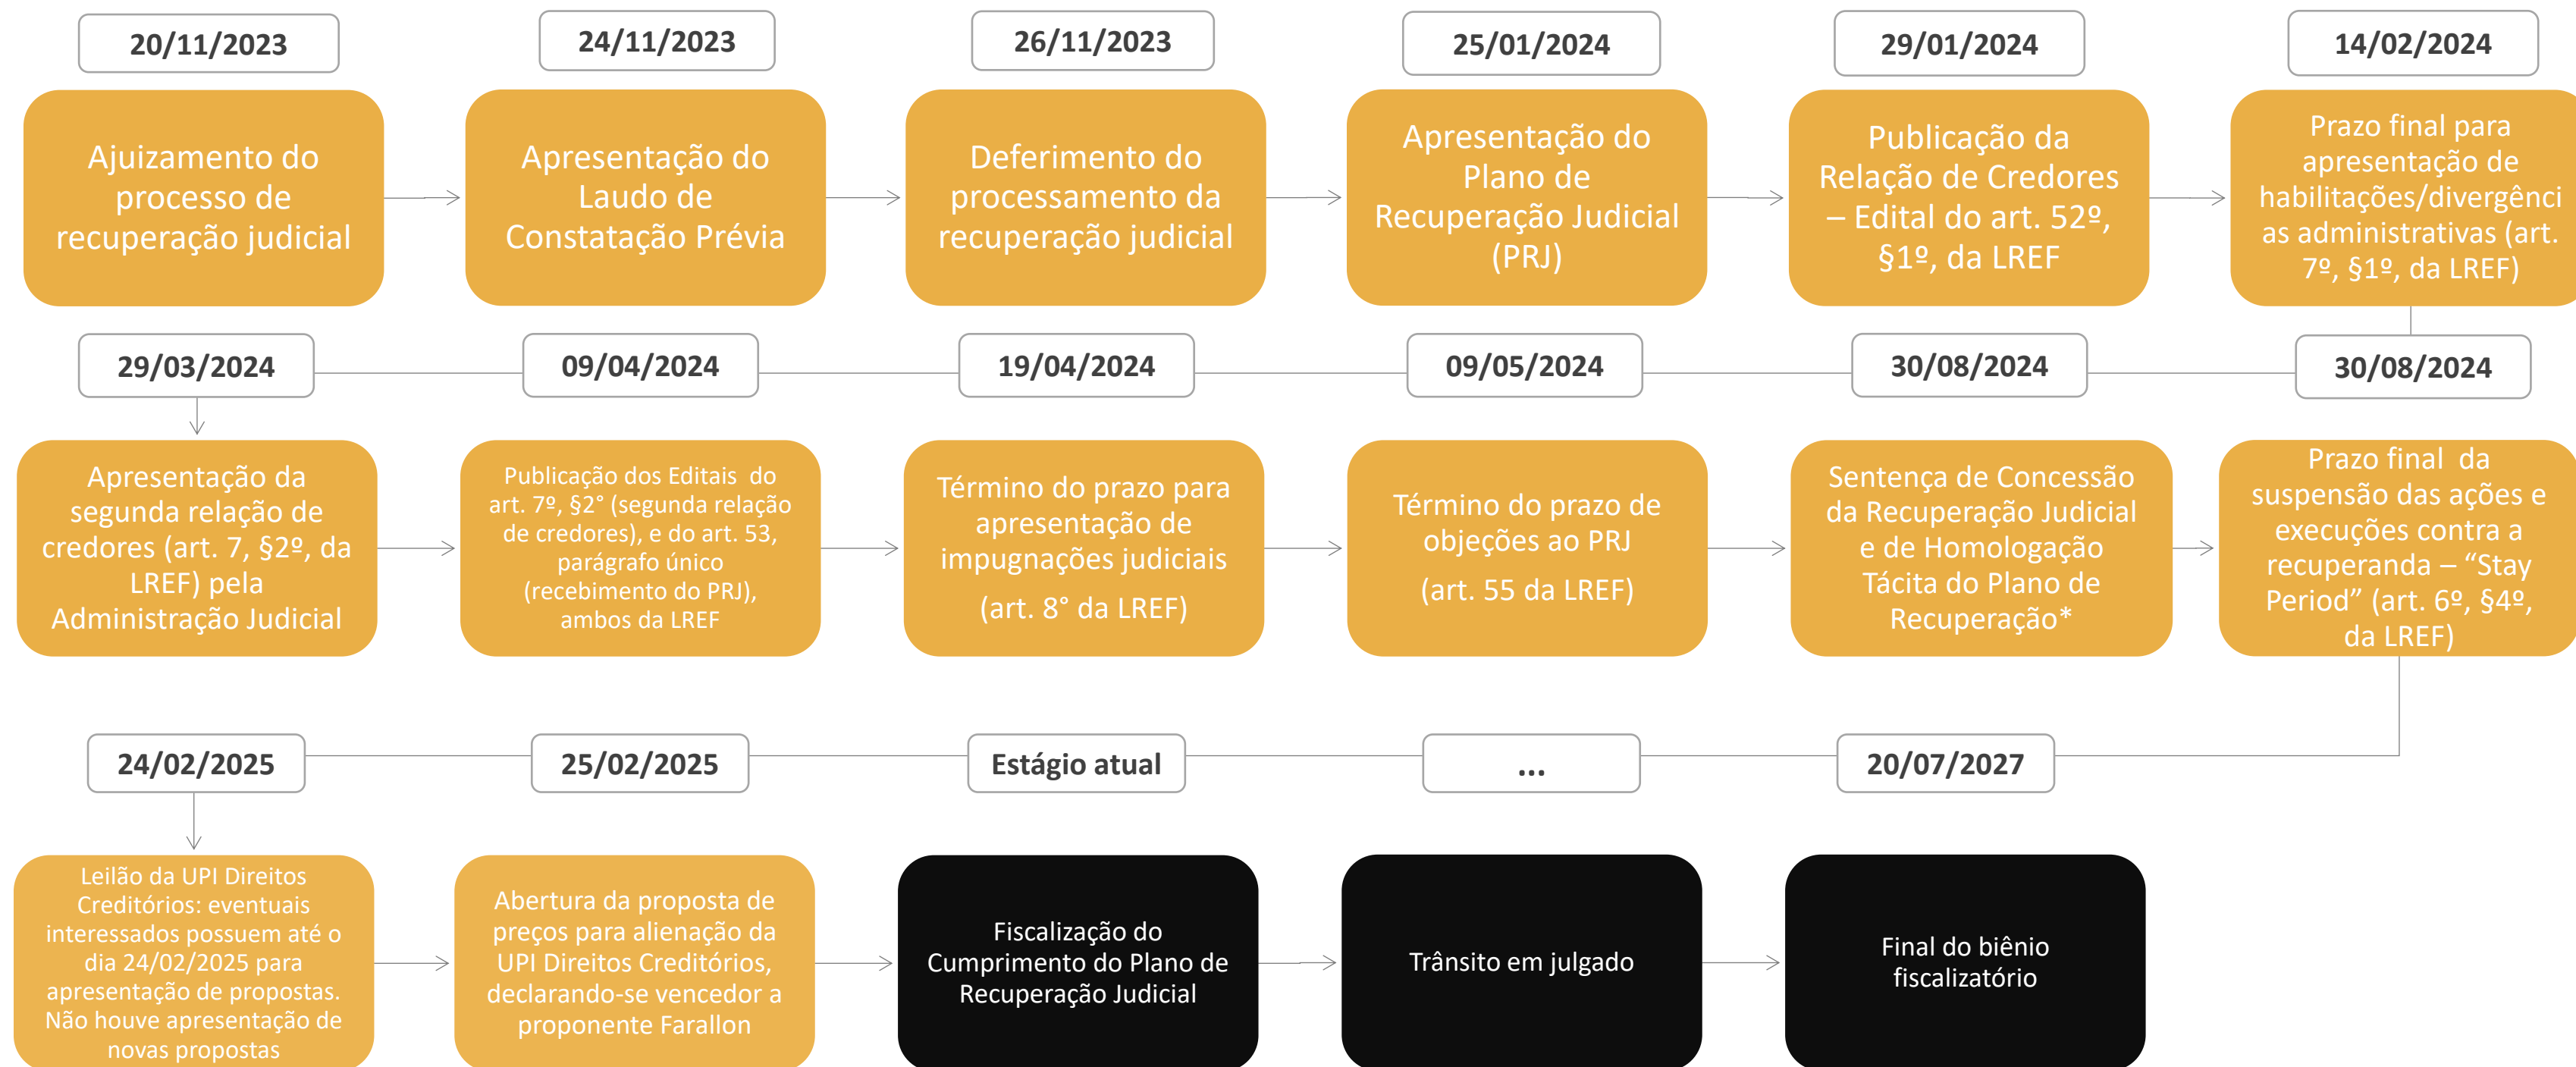 20/11/2023
24/11/2023
26/11/2023
25/01/2024
29/01/2024
14/02/2024
Ajuizamento do
processo de
recuperação judicial
Apresentação do
Laudo de
Constatação Prévia
Deferimento do
processamento da
recuperação judicial
Apresentação do
Plano de
Recuperação Judicial
(PRJ)
Publicação da
Relação de Credores
– Edital do art. 52º,
§1º, da LREF
Prazo final para
apresentação de
habilitações/divergênci
as administrativas (art.
7º, §1º, da LREF)
29/03/2024
09/04/2024
19/04/2024
09/05/2024
30/08/2024
30/08/2024
Apresentação da
segunda relação de
credores (art. 7, §2º, da
LREF) pela
Administração Judicial
Publicação dos Editais do
art. 7º, §2° (segunda relação
de credores), e do art. 53,
parágrafo único
(recebimento do PRJ),
ambos da LREF
Término do prazo para
apresentação de
impugnações judiciais
(art. 8° da LREF)
Término do prazo de
objeções ao PRJ
(art. 55 da LREF)
Sentença de Concessão
da Recuperação Judicial
e de Homologação
Tácita do Plano de
Recuperação*
Prazo final da
suspensão das ações e
execuções contra a
recuperanda – “Stay
Period” (art. 6º, §4º,
da LREF)
24/02/2025
25/02/2025
Estágio atual
...
20/07/2027
Leilão da UPI Direitos
Creditórios: eventuais
interessados possuem até o
dia 24/02/2025 para
apresentação de propostas.
Não houve apresentação de
novas propostas
Abertura da proposta de
preços para alienação da
UPI Direitos Creditórios,
declarando-se vencedor a
proponente Farallon
Fiscalização do
Cumprimento do Plano de
Recuperação Judicial
Trânsito em julgado
Final do biênio
fiscalizatório